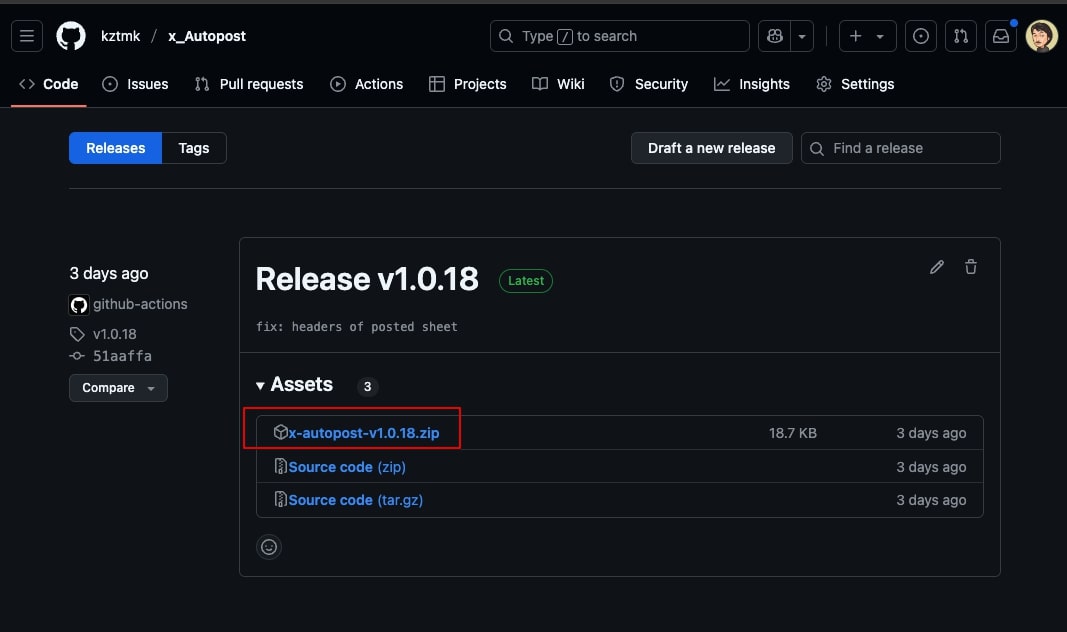 kztmk / x_Autopost
Type / to search
Code Issues Pull requests Actions Projects Wiki Security Insights Settings
Releases Tags
Draft a new release
Find a release
3 days ago
github-actions
v1.0.18
51aaffa
Compare
Release v1.0.18 Latest
fix: headers of posted sheet
Assets 3
x-autopost-v1.0.18.zip 18.7 KB 3 days ago
Source code (zip) 3 days ago
Source code (tar.gz) 3 days ago